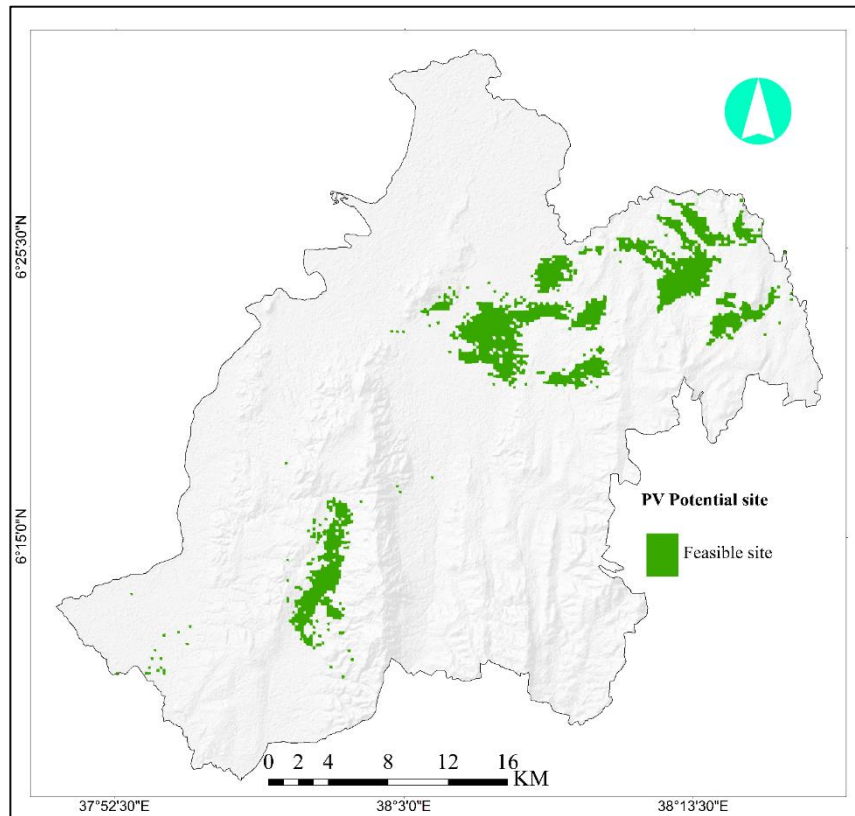 6°25'30"N
6°15'0"N
PV Potential site
Feasible site
0 2 4 8 12 16
KM
37°52'30"E 38°3'0"E 38°13'30"E